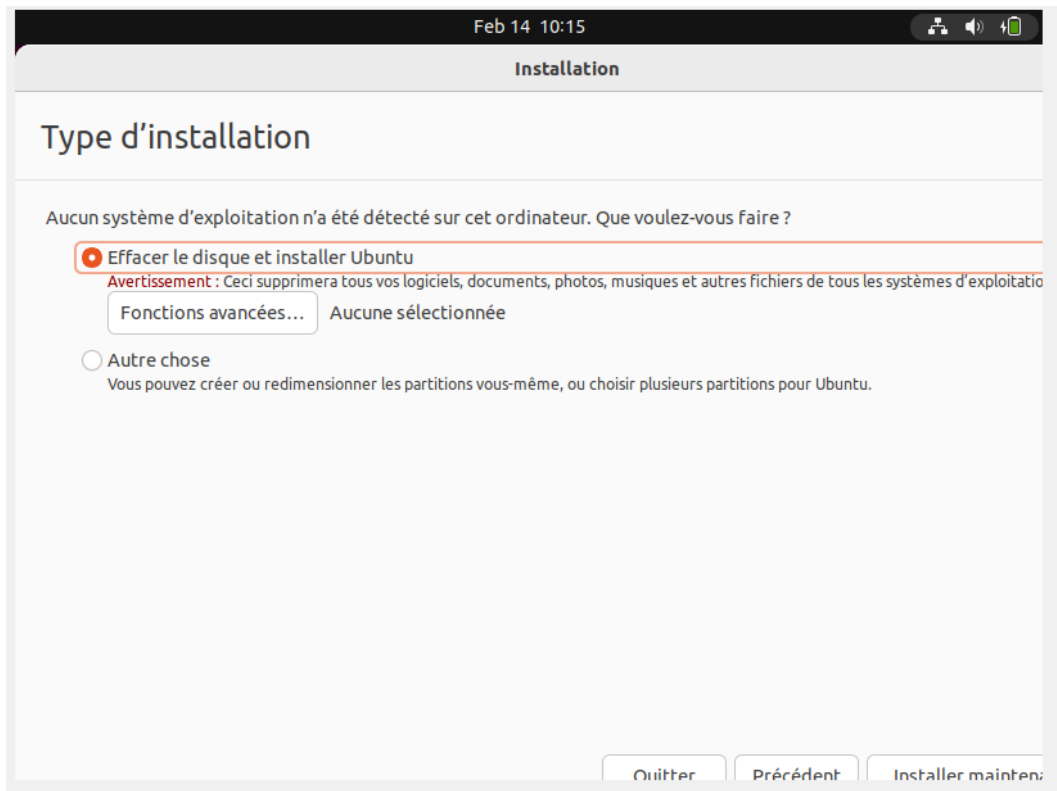 Feb 14 10:15
Installation
Type d’installation
Aucun système d’exploitation n’a été détecté sur cet ordinateur. Que voulez-vous faire ?
Effacer le disque et installer Ubuntu
Avertissement : Ceci supprimera tous vos logiciels, documents, photos, musiques et autres fichiers de tous les systèmes d’exploitatio
Fonctions avancées… Aucune sélectionnée
Autre chose
Vous pouvez créer ou redimensionner les partitions vous-même, ou choisir plusieurs partitions pour Ubuntu.
Quitter Précédent Installer maintena